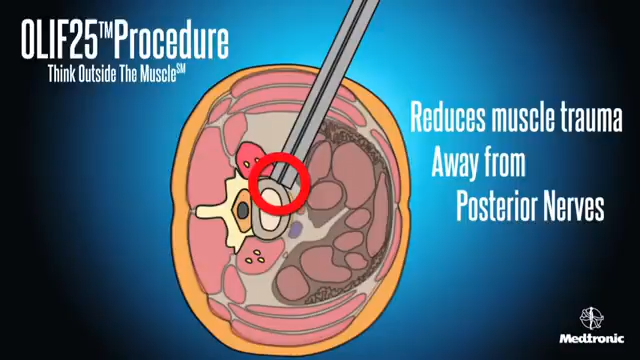 OLIF25™Procedure
Think Outside The Muscle℠
Reduces muscle trauma
Away from
Posterior Nerves
Medtronic